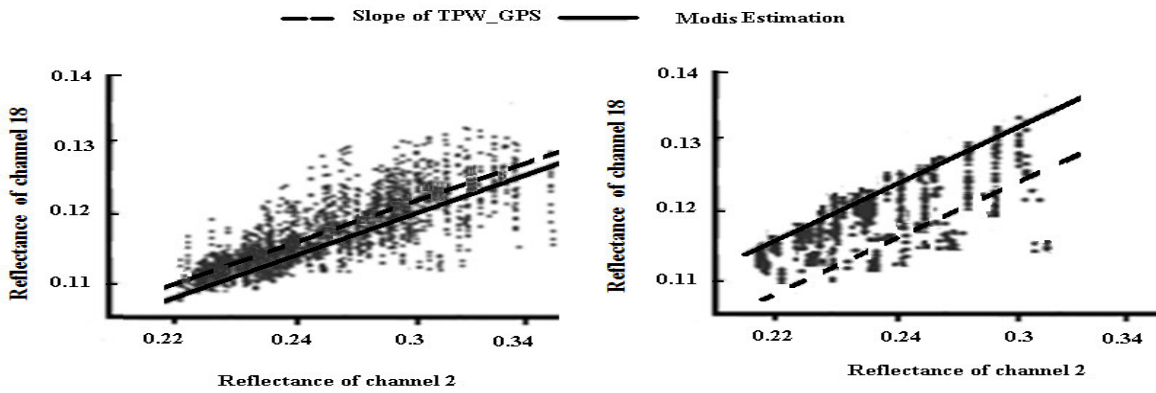 Slope of TPW_GPS
Modis Estimation
Reflectance of channel 18
0.14
0.13
0.12
0.11
0.22
0.24
0.3
0.34
Reflectance of channel 2
Reflectance of channel 18
0.14
0.13
0.12
0.11
0.22
0.24
0.3
0.34
Reflectance of channel 2